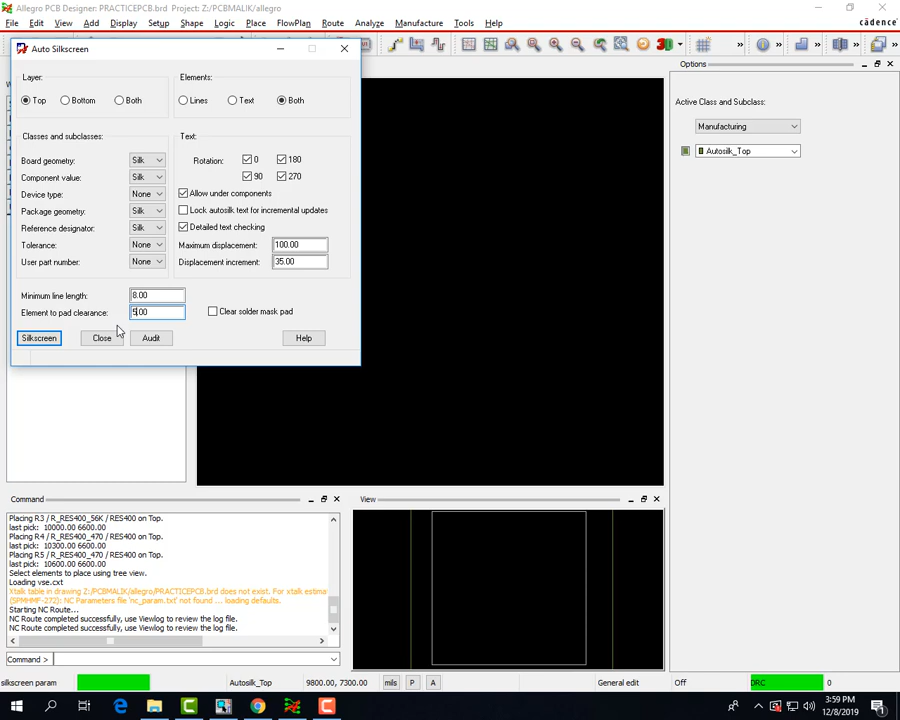 Allegro PCB Designer: PRACTICEPCB.brd Project: Z:/PCBMALIK/allegro
File Edit View Add Display Setup Shape Logic Place FlowPlan Route Analyze Manufacture Tools Help
cādence
Auto Silkscreen
Layer:
Top Bottom Both
Elements:
Lines Text Both
Classes and subclasses:
Board geometry: Silk
Component value: Silk
Device type: None
Package geometry: Silk
Reference designator: Silk
Tolerance: None
User part number: None
Text:
Rotation: 0 180
90 270
Allow under components
Lock autosilk text for incremental updates
Detailed text checking
Maximum displacement: 100.00
Displacement increment: 35.00
Minimum line length: 8.00
Element to pad clearance: 5.00
Clear solder mask pad
Silkscreen Close Audit Help
3D
Options
Active Class and Subclass:
Manufacturing
Autosilk_Top
Command
Placing R3 / R_RES400_56K / RES400 on Top.
last pick: 10000.00 6600.00
Placing R4 / R_RES400_470 / RES400 on Top.
last pick: 10300.00 6600.00
Placing R5 / R_RES400_470 / RES400 on Top.
last pick: 10600.00 6600.00
Select elements to place using tree view.
Loading vse.cxt
Xtalk table in drawing Z:/PCBMALIK/allegro/PRACTICEPCB.brd does not exist. For xtalk estimat
(SPMHMF-272): NC Parameters file 'nc_param.txt' not found ... loading defaults.
Starting NC Route...
NC Route completed successfully, use Viewlog to review the log file.
NC Route completed successfully, use Viewlog to review the log file.
Command >
View
silkscreen param
Autosilk_Top
9800.00, 7300.00
mils P A
General edit
Off
DRC
0
3:59 PM
12/8/2019
1